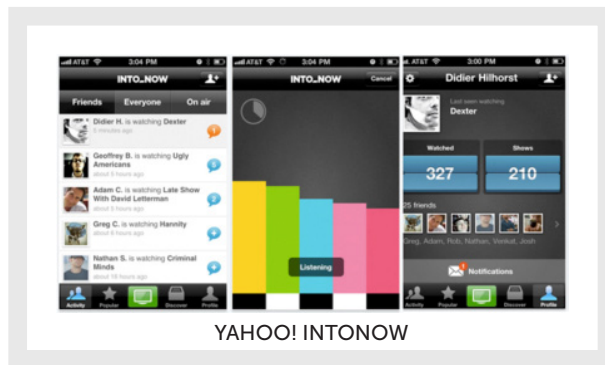 AT&T 3:04 PM
INTO_NOW
Friends Everyone On air
Didier H. is watching Dexter
5 minutes ago
1
Geoffrey B. is watching Ugly
Americans
about 5 hours ago
5
Adam C. is watching Late Show
With David Letterman
about 5 hours ago
2
Greg C. is watching Hannity
about 6 hours ago
+
Nathan S. is watching Criminal
Minds
about 18 hours ago
+
Activity Popular Discover Profile
AT&T 3:04 PM
INTO_NOW Cancel
Listening
AT&T 3:00 PM
Didier Hilhorst
Last seen watching
Dexter
Watched Shows
327 210
25 friends
Greg, Adam, Rob, Nathan, Venkat, Josh
Notifications
Activity Popular Discover Profile
YAHOO! INTONOW